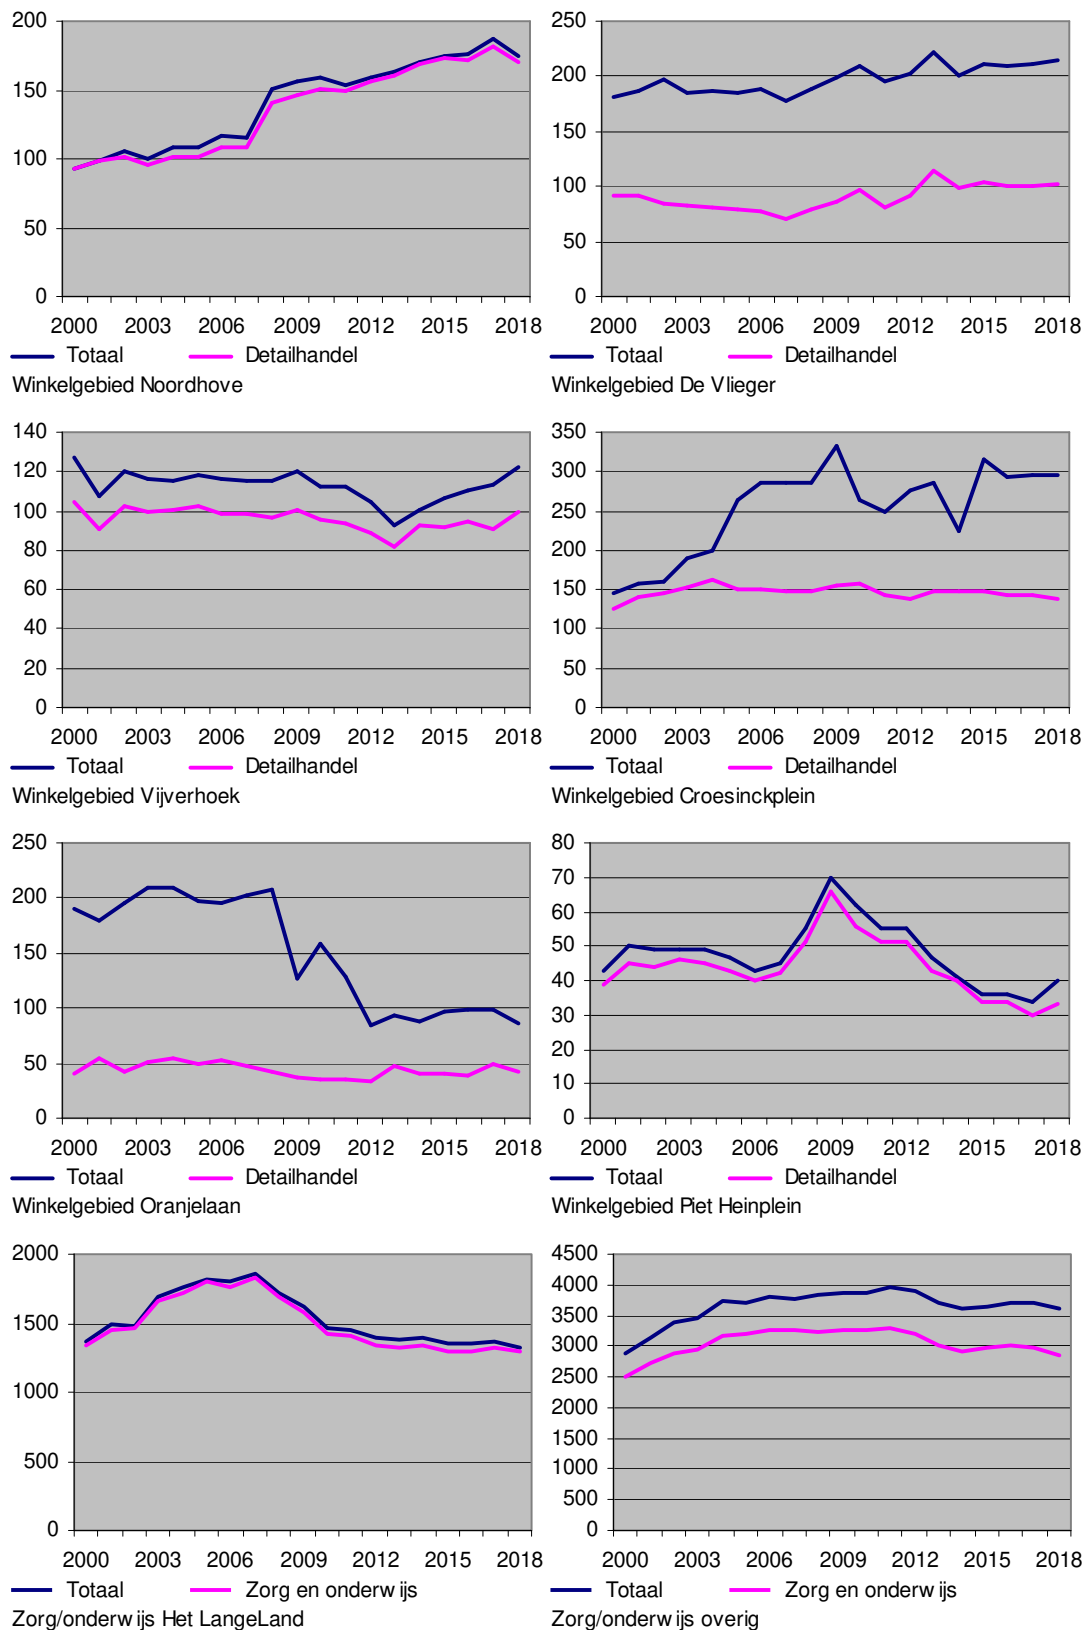 200
150
100
50
0
2000 2003 2006 2009 2012 2015 2018
Totaal Detailhandel
Winkelgebied Noordhove
250
200
150
100
50
0
2000 2003 2006 2009 2012 2015 2018
Totaal Detailhandel
Winkelgebied De Vlieger
140
120
100
80
60
40
20
0
2000 2003 2006 2009 2012 2015 2018
Totaal Detailhandel
Winkelgebied Vijverhoek
350
300
250
200
150
100
50
0
2000 2003 2006 2009 2012 2015 2018
Totaal Detailhandel
Winkelgebied Croesinckplein
250
200
150
100
50
0
2000 2003 2006 2009 2012 2015 2018
Totaal Detailhandel
Winkelgebied Oranjelaan
80
70
60
50
40
30
20
10
0
2000 2003 2006 2009 2012 2015 2018
Totaal Detailhandel
Winkelgebied Piet Heinplein
2000
1500
1000
500
0
2000 2003 2006 2009 2012 2015 2018
Totaal Zorg en onderwijs
Zorg/onderwijs Het LangeLand
4500
4000
3500
3000
2500
2000
1500
1000
500
0
2000 2003 2006 2009 2012 2015 2018
Totaal Zorg en onderwijs
Zorg/onderwijs overig